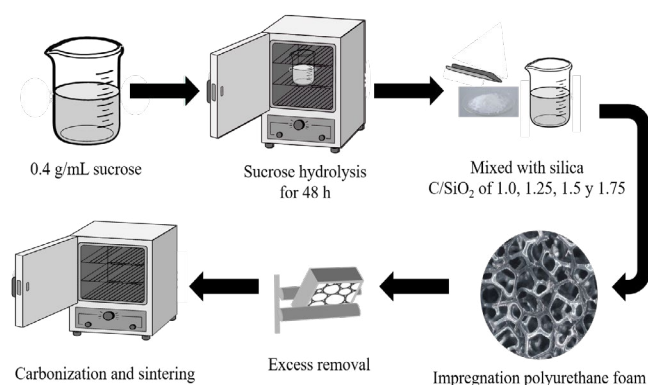 0.4 g/mL sucrose
Sucrose hydrolysis
for 48 h
Mixed with silica
C/SiO₂ of 1.0, 1.25, 1.5 y 1.75
Impregnation polyurethane foam
Excess removal
Carbonization and sintering